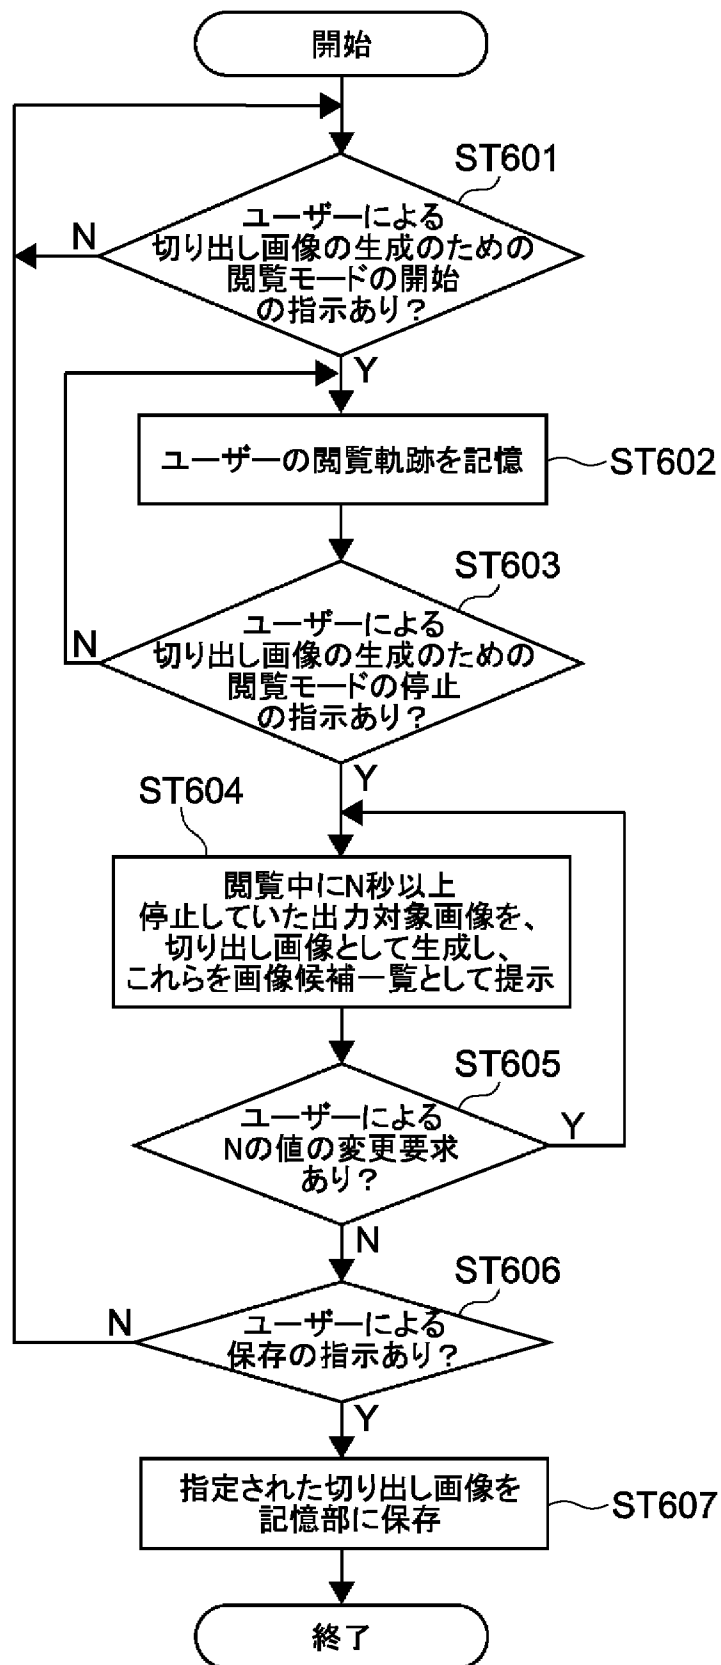 開始
ST601
ユーザーによる
切り出し画像の生成のための
閲覧モードの開始
の指示あり？
N
Y
ユーザーの閲覧軌跡を記憶
ST602
ST603
ユーザーによる
切り出し画像の生成のための
閲覧モードの停止
の指示あり？
N
Y
ST604
閲覧中にN秒以上
停止していた出力対象画像を、
切り出し画像として生成し、
これらを画像候補一覧として提示
ST605
ユーザーによる
Nの値の変更要求
あり？
Y
N
ST606
ユーザーによる
保存の指示あり？
N
Y
指定された切り出し画像を
記憶部に保存
ST607
終了